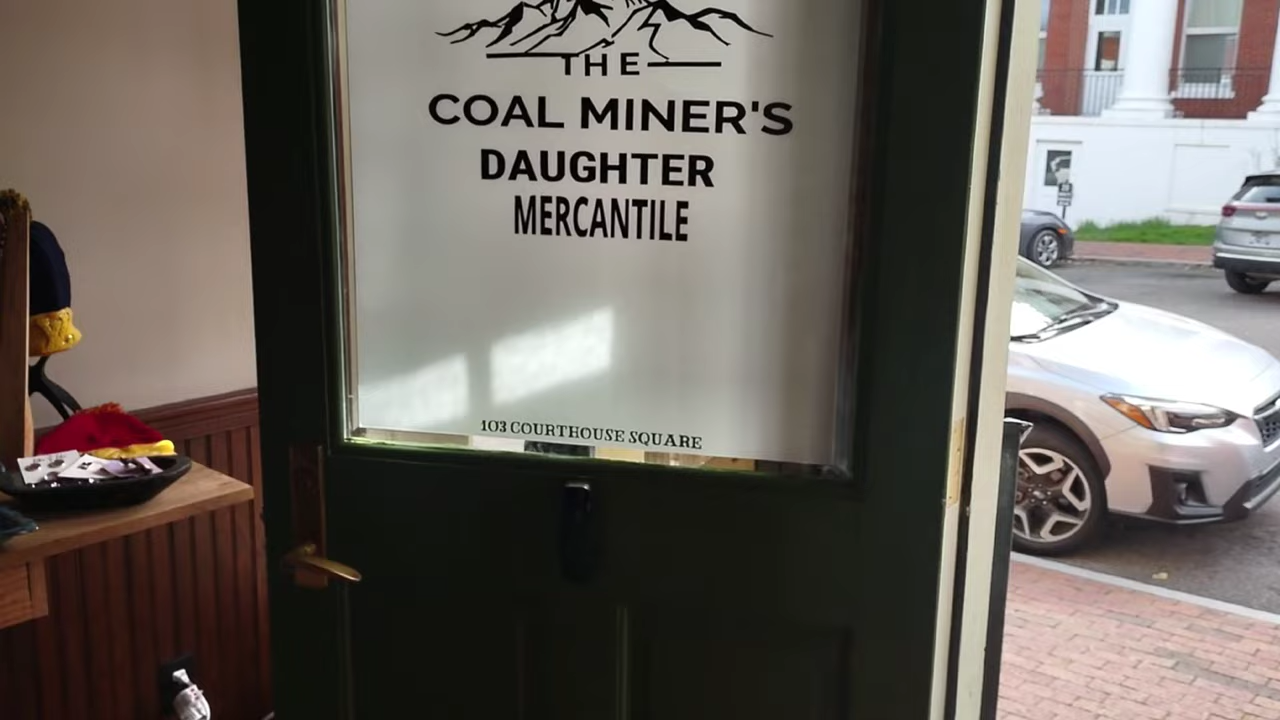 THE
COAL MINER'S
DAUGHTER
MERCANTILE
103 COURTHOUSE SQUARE